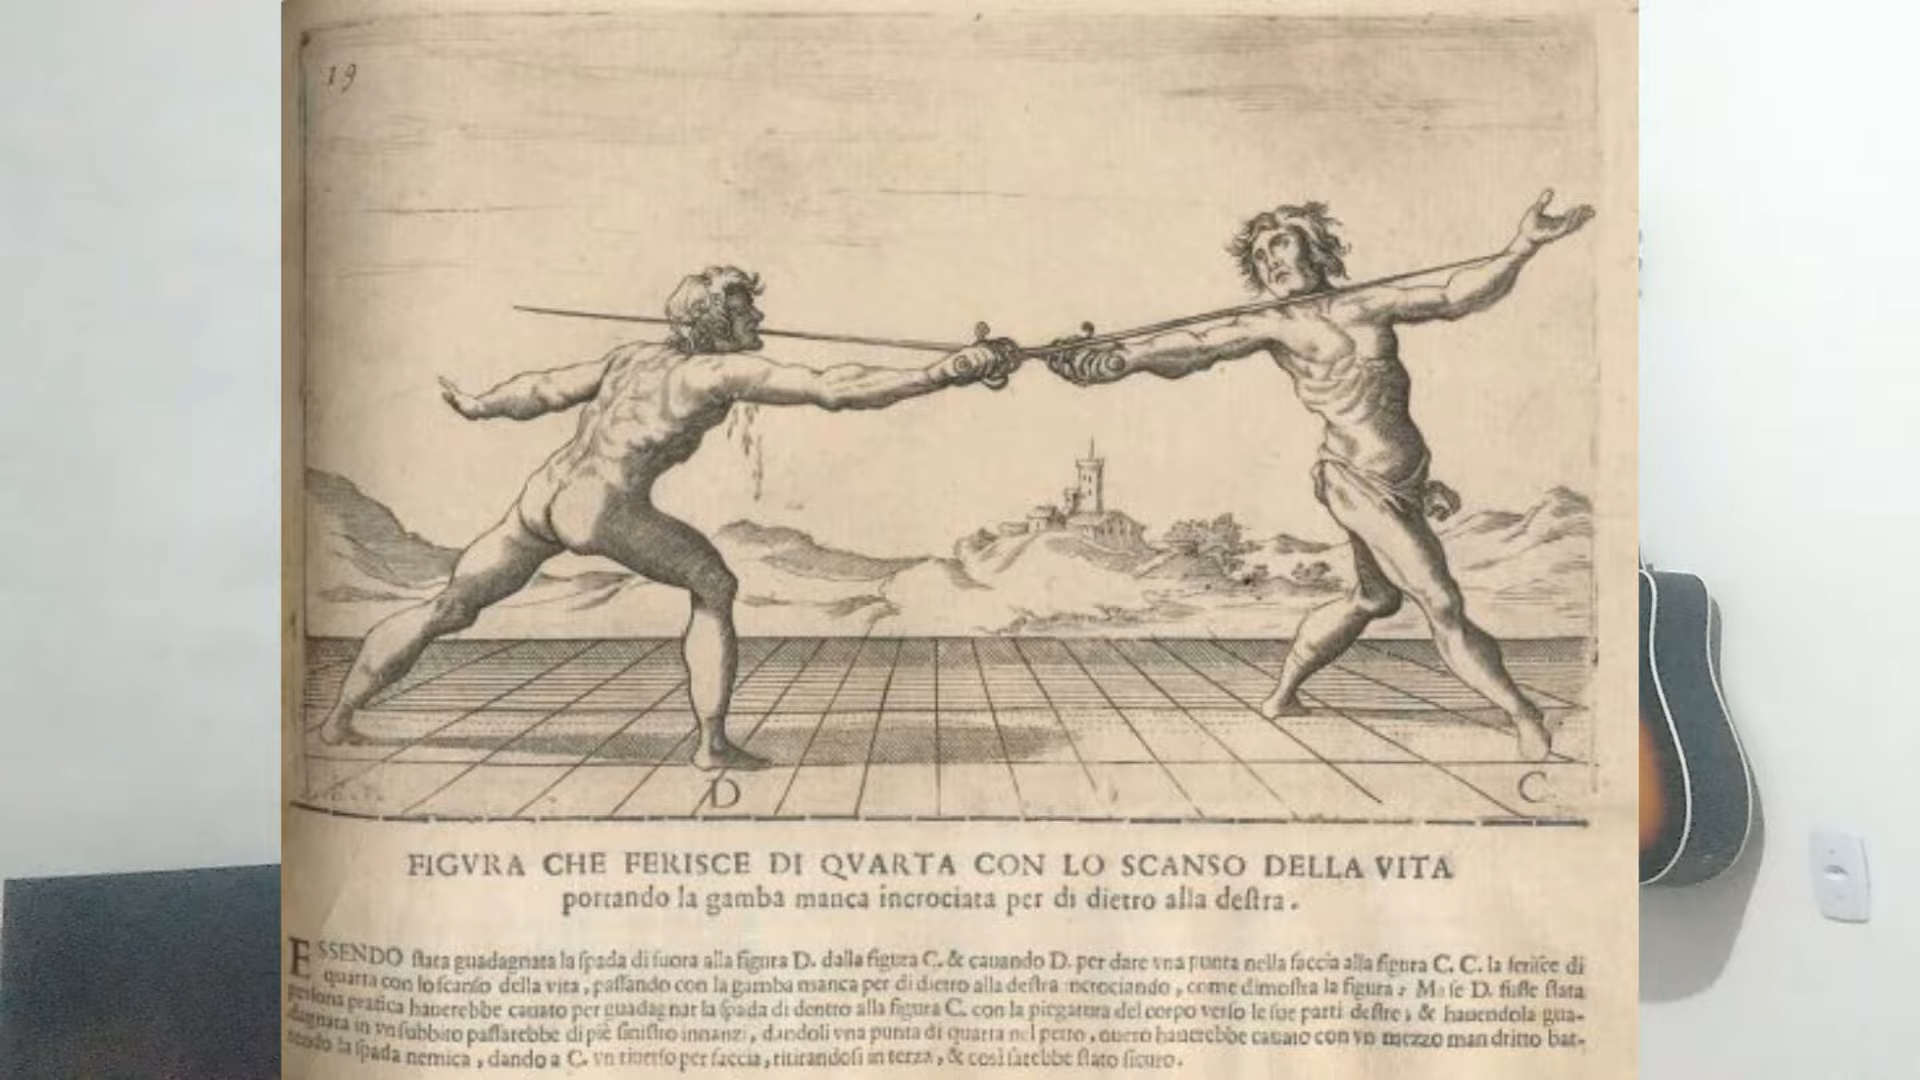 19
D C
FIGVRA CHE FERISCE DI QVARTA CON LO SCANSO DELLA VITA
portando la gamba manca incrociata per di dietro alla deſtra.
ESSENDO ſtata guadagnata la ſpada di fuora alla figura D. dalla figura C. & cauando D. per dare vna punta nella faccia alla figura C. C. la feriſce di
quarta con lo ſcanſo della vita, paſſando con la gamba manca per di dietro alla deſtra incrociando, come dimoſtra la figura; Ma ſe D. fuſſe ſtata
perſona pratica hauerebbe cauato per guadagnar la ſpada di dentro alla figura C. con la piegatura del corpo verſo le ſue parti deſtre, & hauendola gua-
dagnata in vn ſubbito paſſarebbe di piè ſiniſtro innanzi, dandoli vna punta di quarta nel petto, ouero hauerebbe cauato con vn mezzo man dritto bat-
tendo la ſpada nemica, dando a C. vn riuerſo per faccia, ritirandoſi in terza, & coſi ſarebbe ſtato ſicuro.